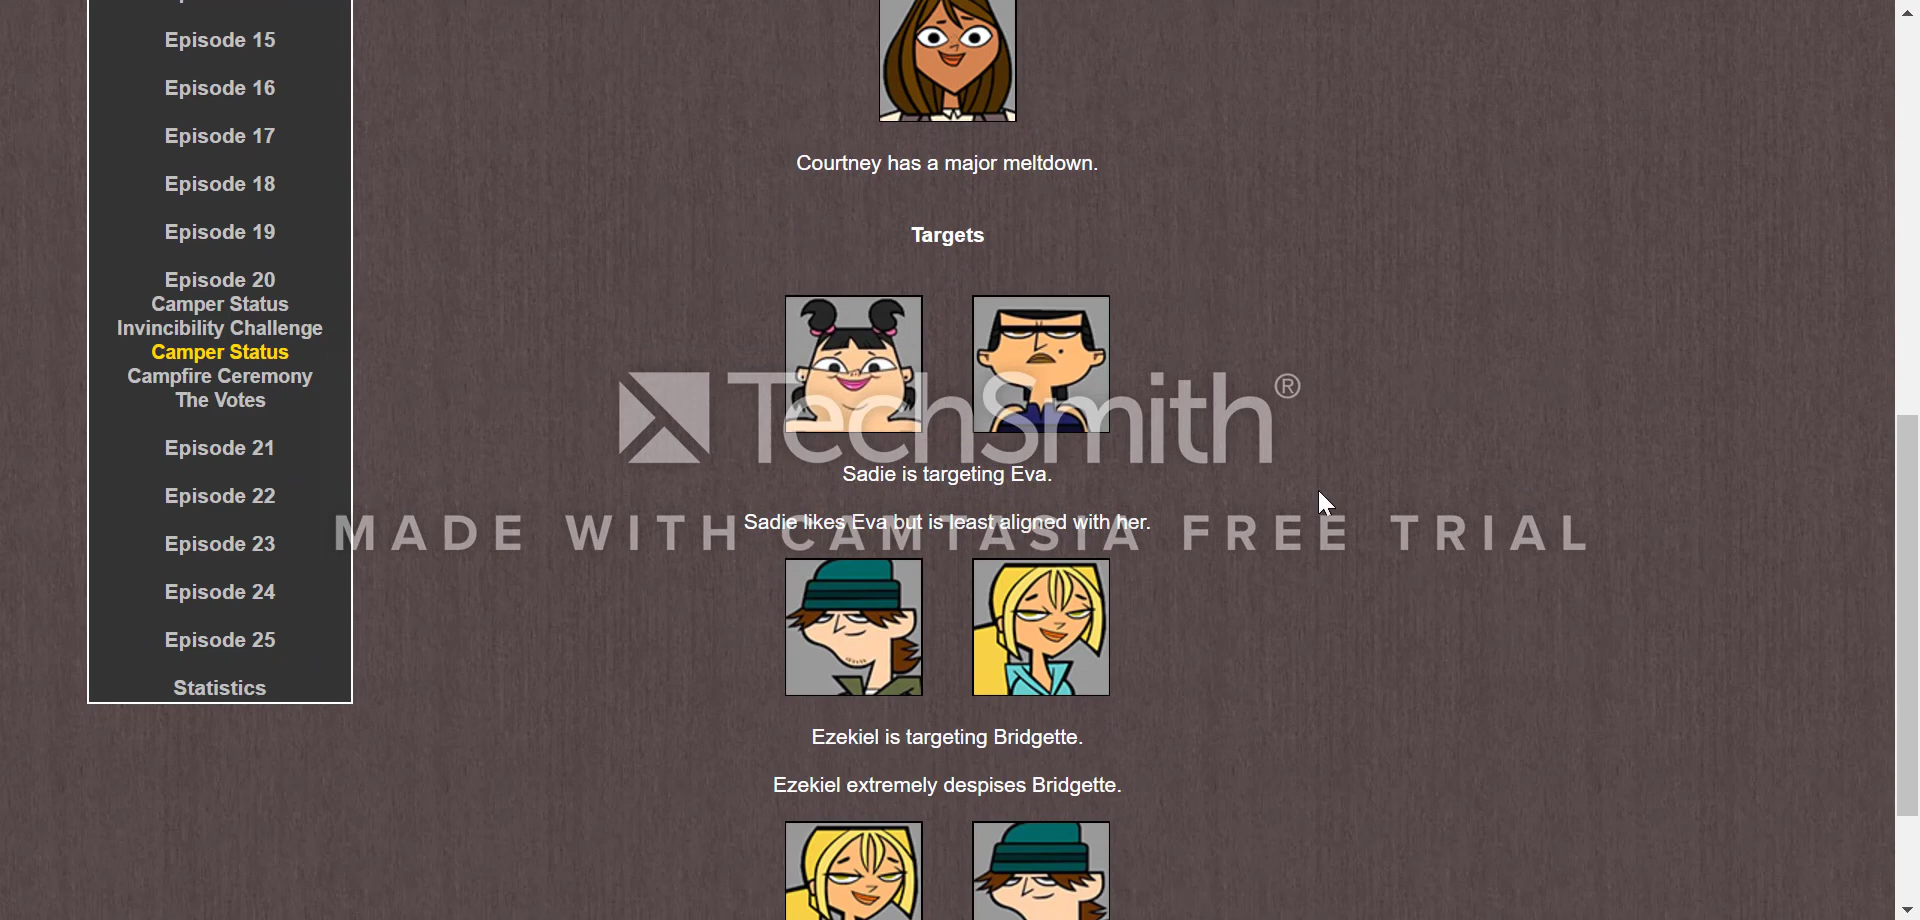 Episode 15
Episode 16
Episode 17
Episode 18
Episode 19
Episode 20
Camper Status
Invincibility Challenge
Camper Status
Campfire Ceremony
The Votes
Episode 21
Episode 22
Episode 23
Episode 24
Episode 25
Statistics
Courtney has a major meltdown.
Targets
Sadie is targeting Eva.
Sadie likes Eva but is least aligned with her.
Ezekiel is targeting Bridgette.
Ezekiel extremely despises Bridgette.
TechSmith®
MADE WITH CAMTASIA FREE TRIAL